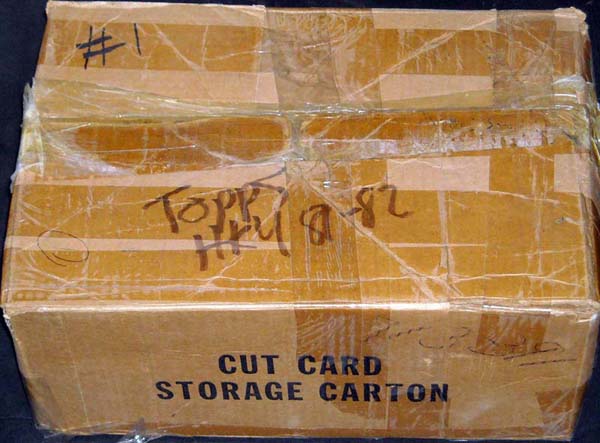 #1
TOPPS
HKY 81-82
CUT CARD
STORAGE CARTON